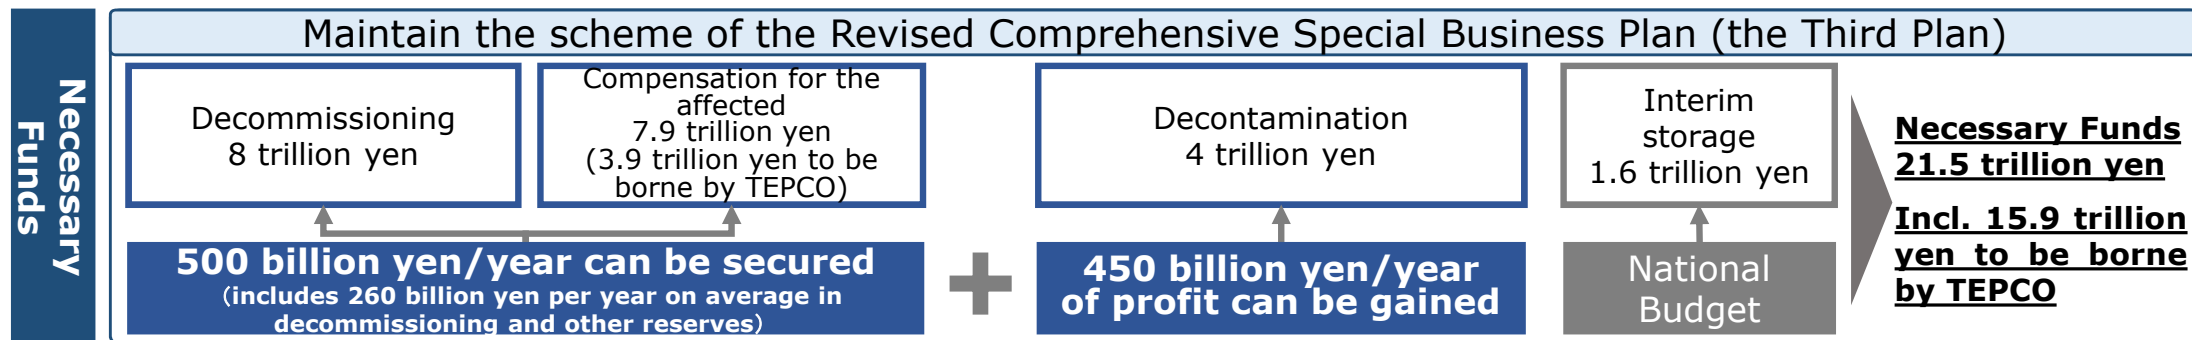 Necessary
Funds
Maintain the scheme of the Revised Comprehensive Special Business Plan (the Third Plan)
Decommissioning
8 trillion yen
Compensation for the
affected
7.9 trillion yen
(3.9 trillion yen to be
borne by TEPCO)
Decontamination
4 trillion yen
Interim
storage
1.6 trillion yen
500 billion yen/year can be secured
（includes 260 billion yen per year on average in
decommissioning and other reserves）
450 billion yen/year
of profit can be gained
National
Budget
Necessary Funds
21.5 trillion yen
Incl. 15.9 trillion
yen to be borne
by TEPCO